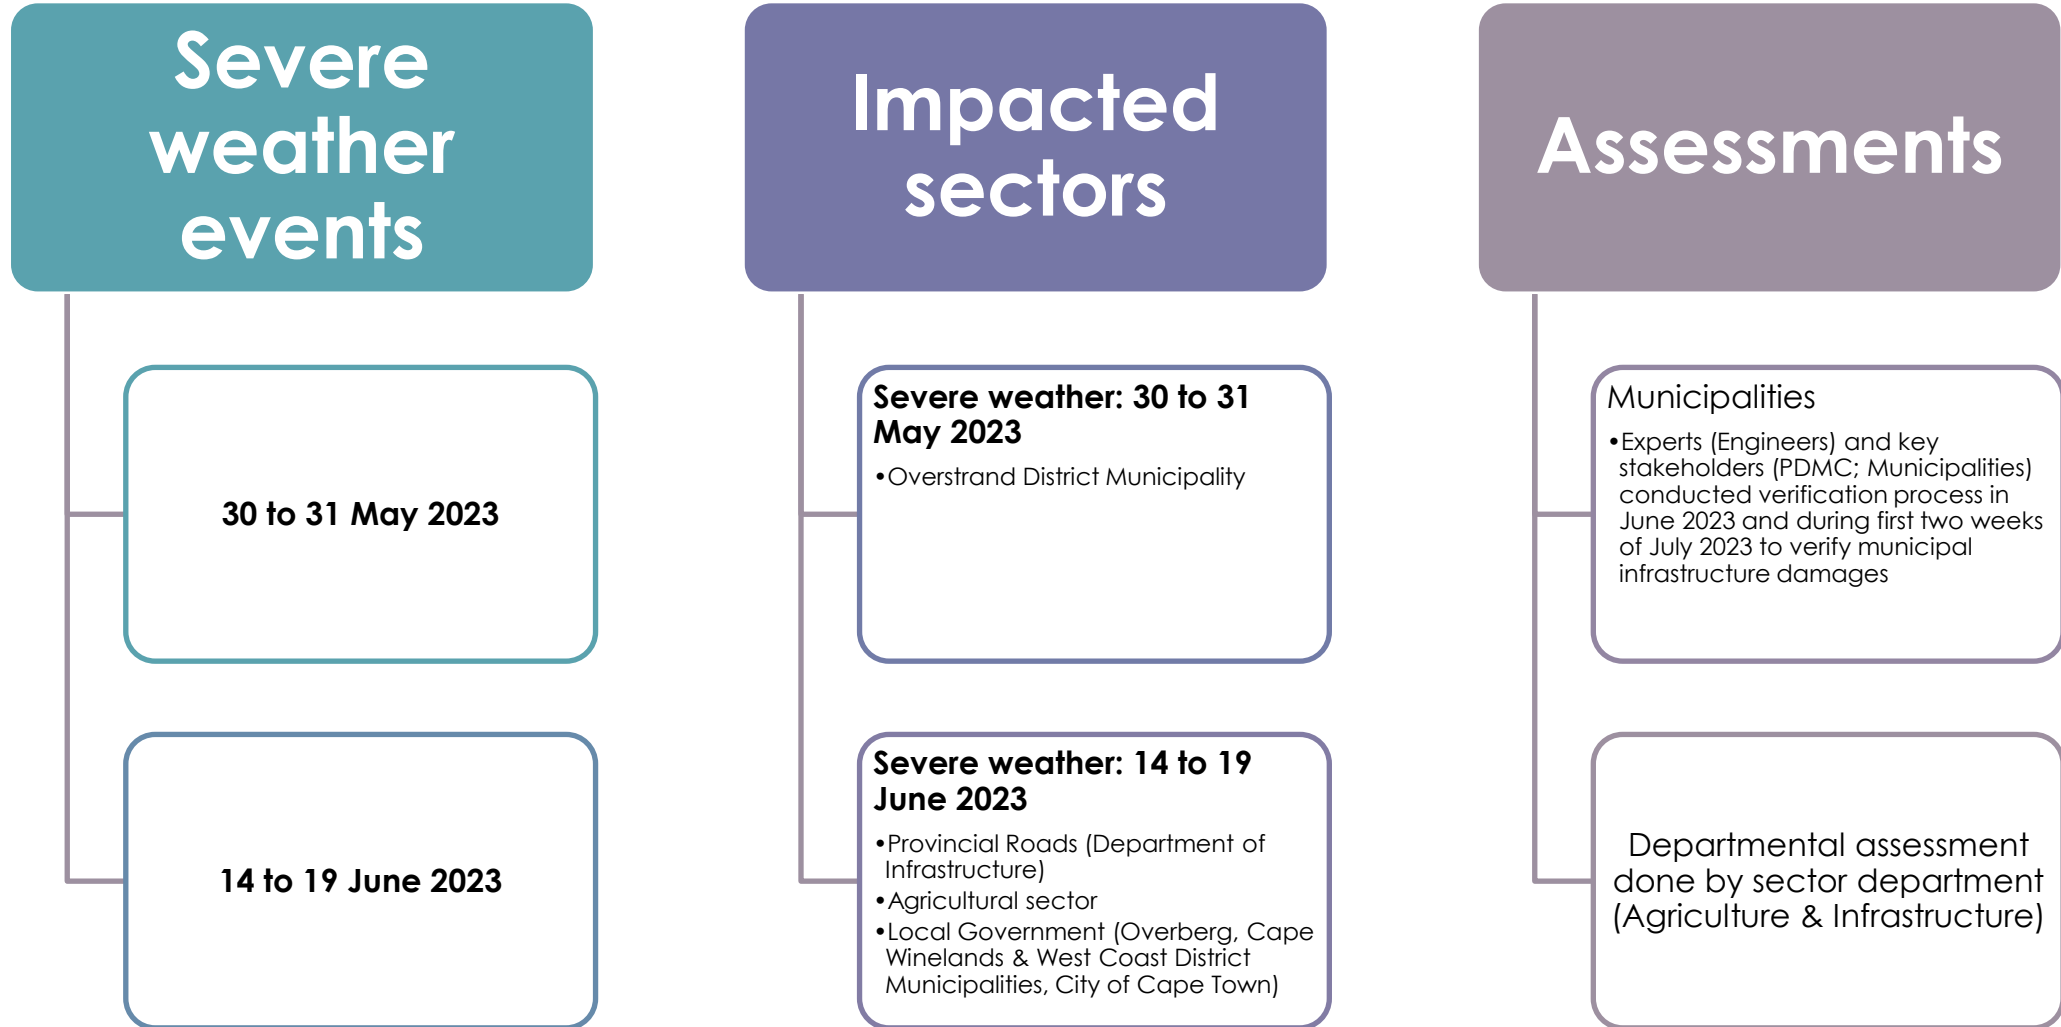 Severe
weather
events
30 to 31 May 2023
14 to 19 June 2023
Impacted
sectors
Severe weather: 30 to 31
May 2023
•Overstrand District Municipality
Severe weather: 14 to 19
June 2023
•Provincial Roads (Department of
Infrastructure)
•Agricultural sector
•Local Government (Overberg, Cape
Winelands & West Coast District
Municipalities, City of Cape Town)
Assessments
Municipalities
•Experts (Engineers) and key
stakeholders (PDMC; Municipalities)
conducted verification process in
June 2023 and during first two weeks
of July 2023 to verify municipal
infrastructure damages
Departmental assessment
done by sector department
(Agriculture & Infrastructure)